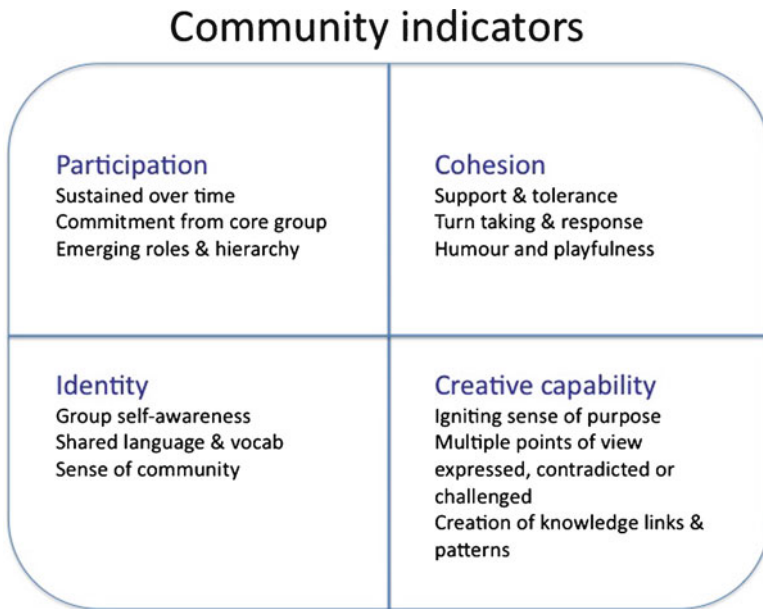 Community indicators
Participation
Sustained over time
Commitment from core group
Emerging roles & hierarchy
Cohesion
Support & tolerance
Turn taking & response
Humour and playfulness
Identity
Group self-awareness
Shared language & vocab
Sense of community
Creative capability
Igniting sense of purpose
Multiple points of view
expressed, contradicted or
challenged
Creation of knowledge links &
patterns